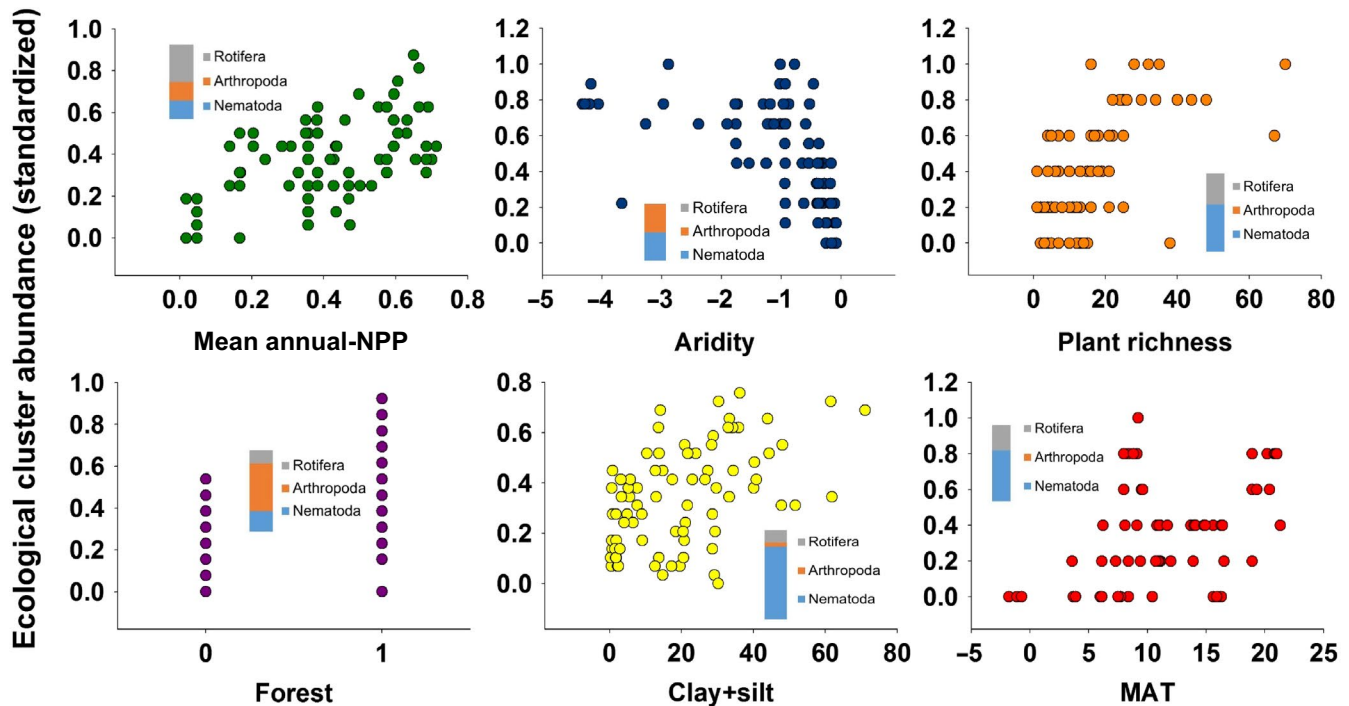 Ecological cluster abundance (standardized)
1.0
0.8
0.6
0.4
0.2
0.0
Rotifera
Arthropoda
Nematoda
0.0 0.2 0.4 0.6 0.8
Mean annual-NPP
1.2
1.0
0.8
0.6
0.4
0.2
0.0
Rotifera
Arthropoda
Nematoda
−5 −4 −3 −2 −1 0
Aridity
1.2
1.0
0.8
0.6
0.4
0.2
0.0
Rotifera
Arthropoda
Nematoda
0 20 40 60 80
Plant richness
1.0
0.8
0.6
0.4
0.2
0.0
Rotifera
Arthropoda
Nematoda
0 1
Forest
0.8
0.6
0.4
0.2
0.0
Rotifera
Arthropoda
Nematoda
0 20 40 60 80
Clay+silt
1.2
1.0
0.8
0.6
0.4
0.2
0.0
Rotifera
Arthropoda
Nematoda
−5 0 5 10 15 20 25
MAT